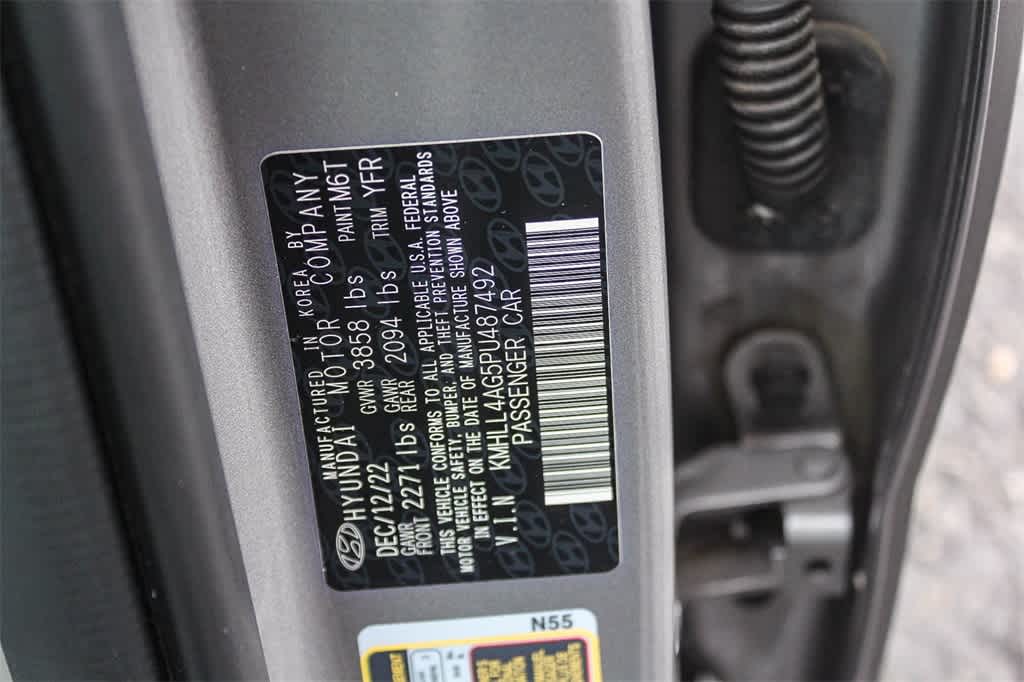 MANUFACTURED IN KOREA BY
HYUNDAI MOTOR COMPANY
DEC/12/22 GVWR 3858 lbs PAINT M6T
GAWR FRONT 2271 lbs GAWR REAR 2094 lbs TRIM YFR
THIS VEHICLE CONFORMS TO ALL APPLICABLE U.S.A. FEDERAL
MOTOR VEHICLE SAFETY, BUMPER, AND THEFT PREVENTION STANDARDS
IN EFFECT ON THE DATE OF MANUFACTURE SHOWN ABOVE
V.I.N KMHLL4AG5PU487492
PASSENGER CAR
N55